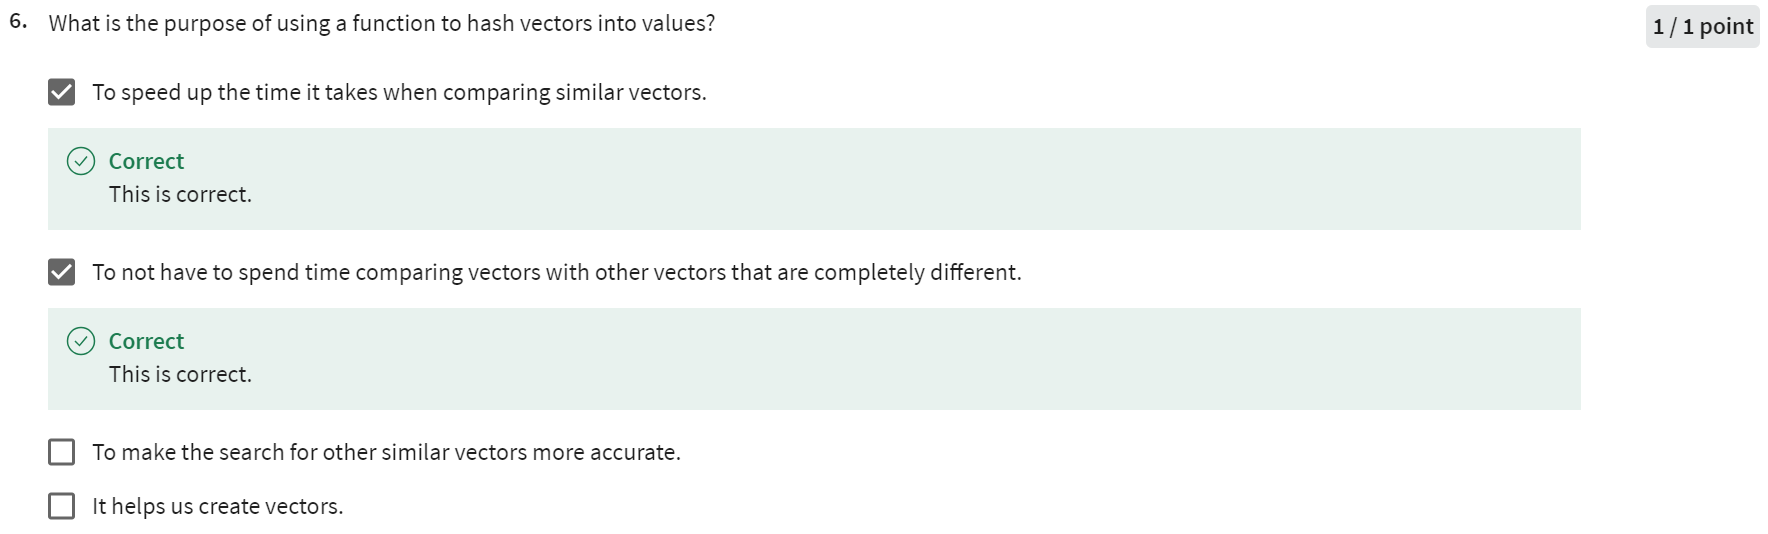 6. What is the purpose of using a function to hash vectors into values?
1 / 1 point
To speed up the time it takes when comparing similar vectors.
Correct
This is correct.
To not have to spend time comparing vectors with other vectors that are completely different.
Correct
This is correct.
To make the search for other similar vectors more accurate.
It helps us create vectors.